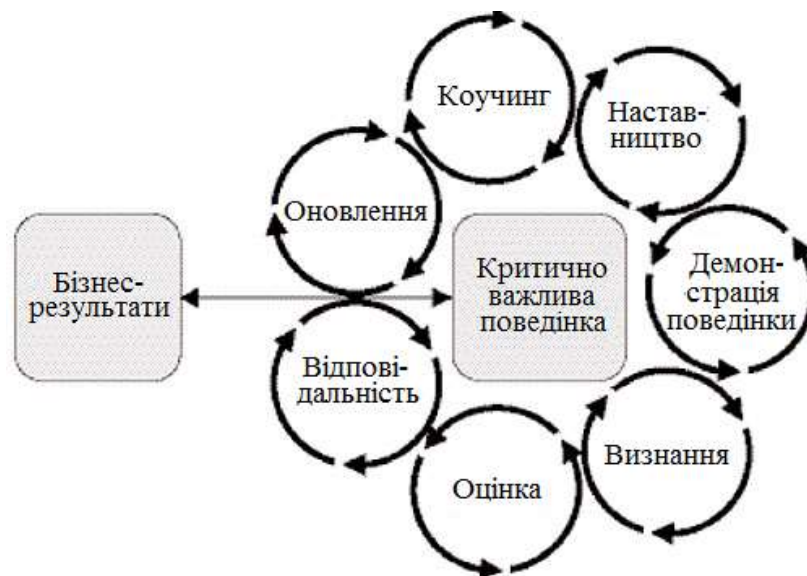 Коучинг
Настав-
ництво
Оновлення
Бізнес-
результати
Критично
важлива
поведінка
Демон-
страція
поведінки
Відпові-
дальність
Оцінка
Визнання